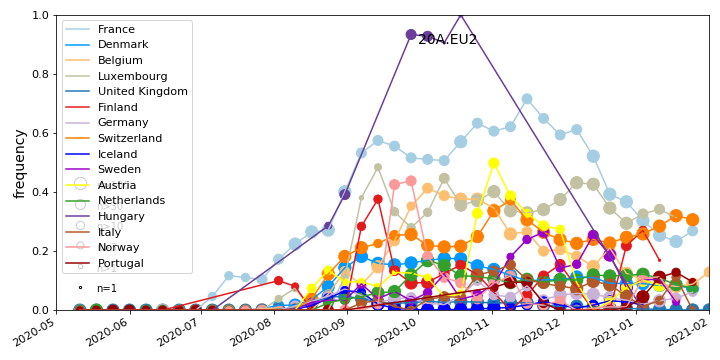 1.0
0.8
0.6
0.4
0.2
0.0
frequency
20A.EU2
France
Denmark
Belgium
Luxembourg
United Kingdom
Finland
Germany
Switzerland
Iceland
Sweden
Austria
Netherlands
Hungary
Italy
Norway
Portugal
n=1
2020-05
2020-06
2020-07
2020-08
2020-09
2020-10
2020-11
2020-12
2021-01
2021-02